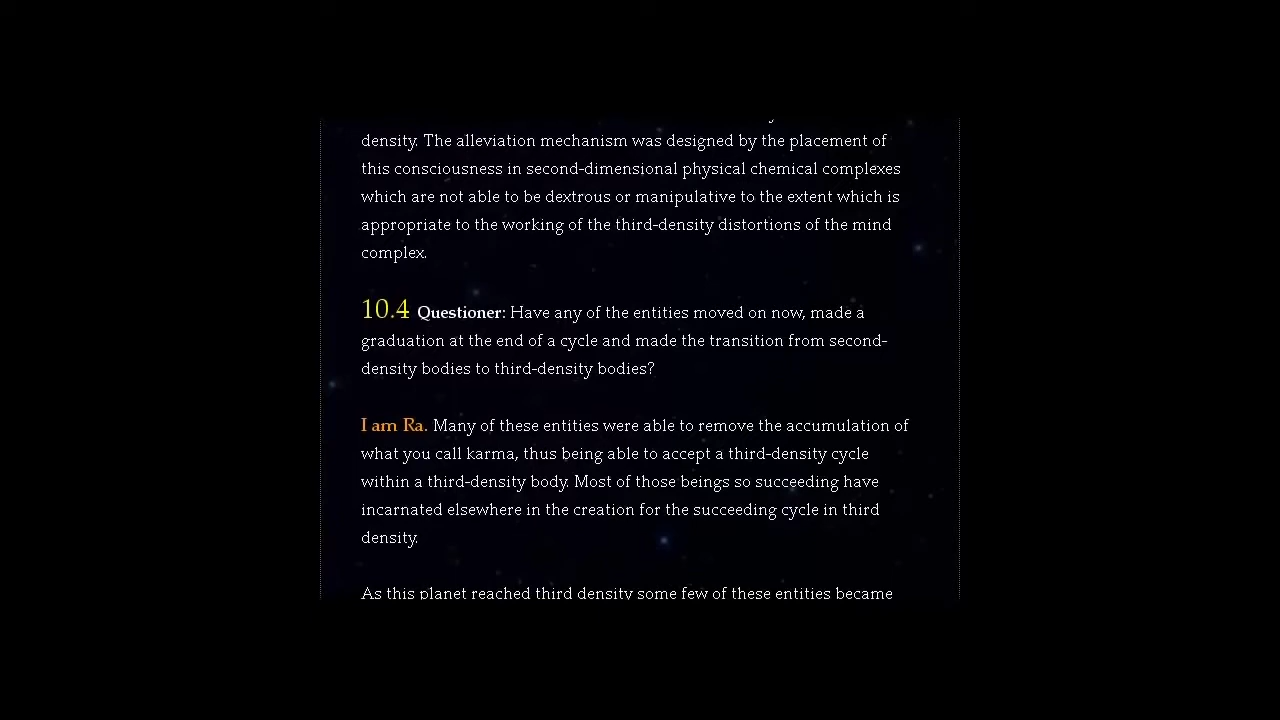 density. The alleviation mechanism was designed by the placement of
this consciousness in second-dimensional physical chemical complexes
which are not able to be dextrous or manipulative to the extent which is
appropriate to the working of the third-density distortions of the mind
complex.
10.4 Questioner: Have any of the entities moved on now, made a
graduation at the end of a cycle and made the transition from second-
density bodies to third-density bodies?
I am Ra. Many of these entities were able to remove the accumulation of
what you call karma, thus being able to accept a third-density cycle
within a third-density body. Most of those beings so succeeding have
incarnated elsewhere in the creation for the succeeding cycle in third
density.
As this planet reached third density some few of these entities became